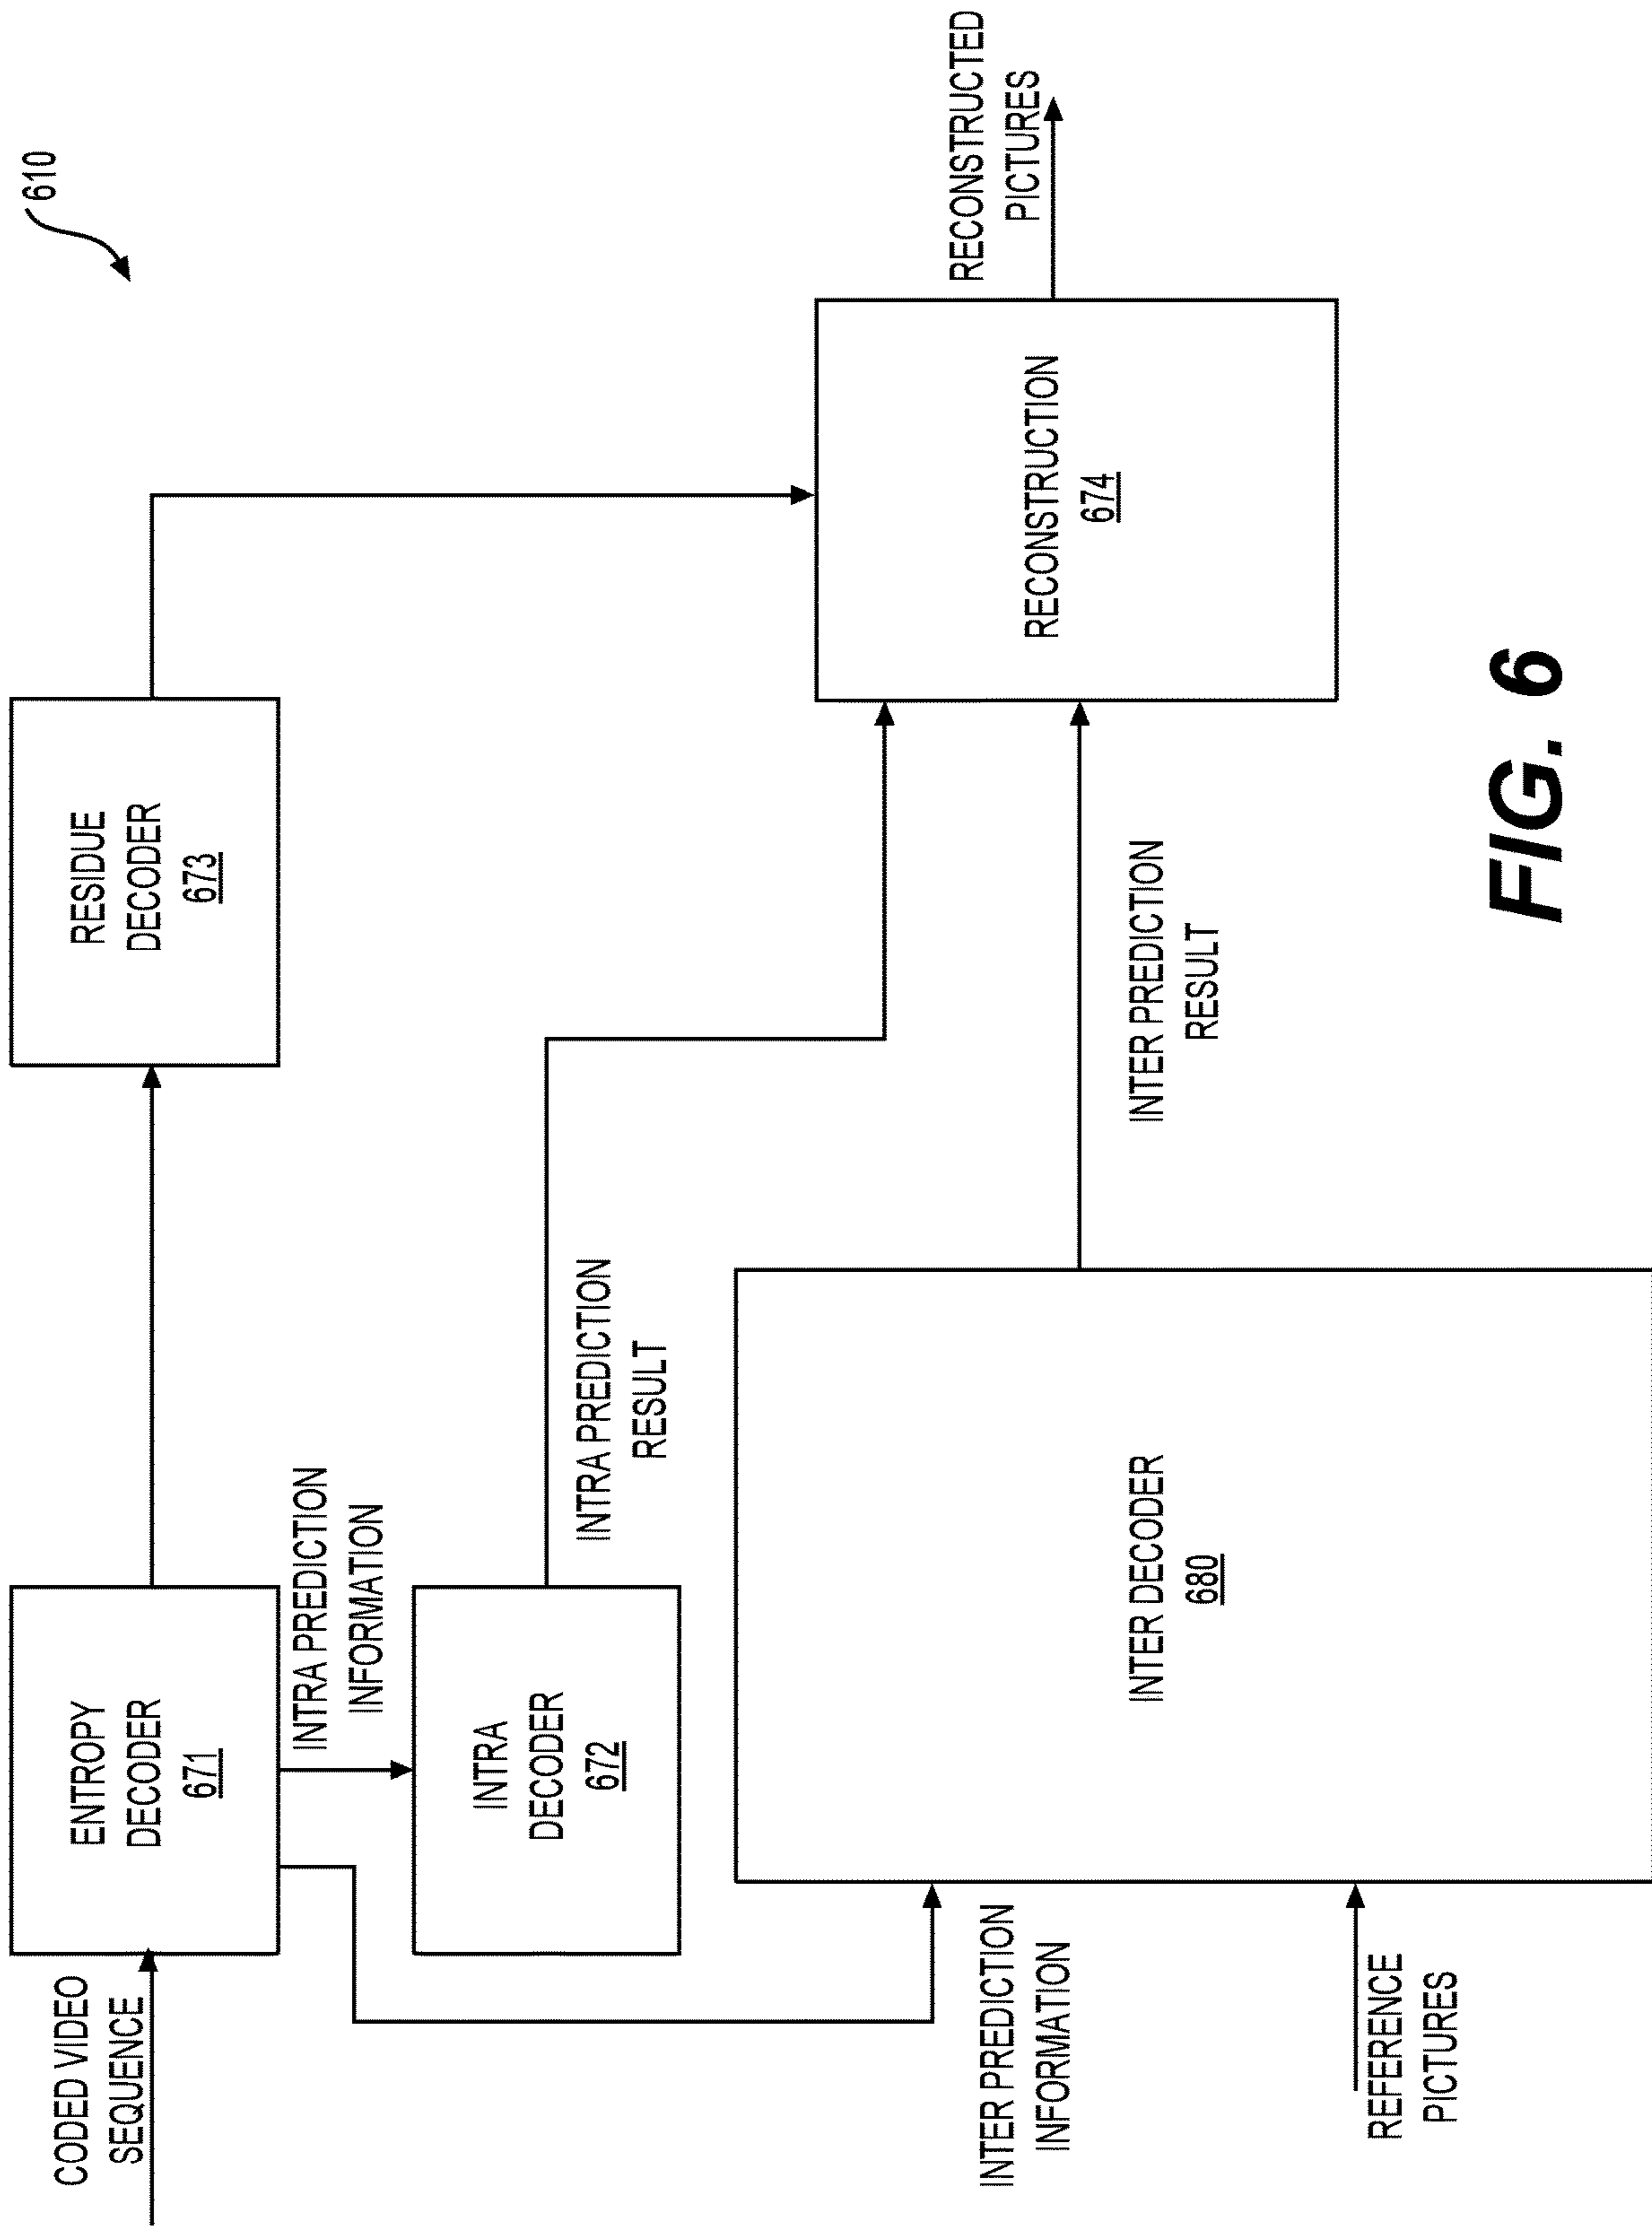 610
CODED VIDEO
SEQUENCE
ENTROPY
DECODER
671
RESIDUE
DECODER
673
INTRA PREDICTION
INFORMATION
INTRA
DECODER
672
INTRA PREDICTION
RESULT
RECONSTRUCTION
674
RECONSTRUCTED
PICTURES
INTER PREDICTION
INFORMATION
INTER DECODER
680
INTER PREDICTION
RESULT
REFERENCE
PICTURES
FIG. 6